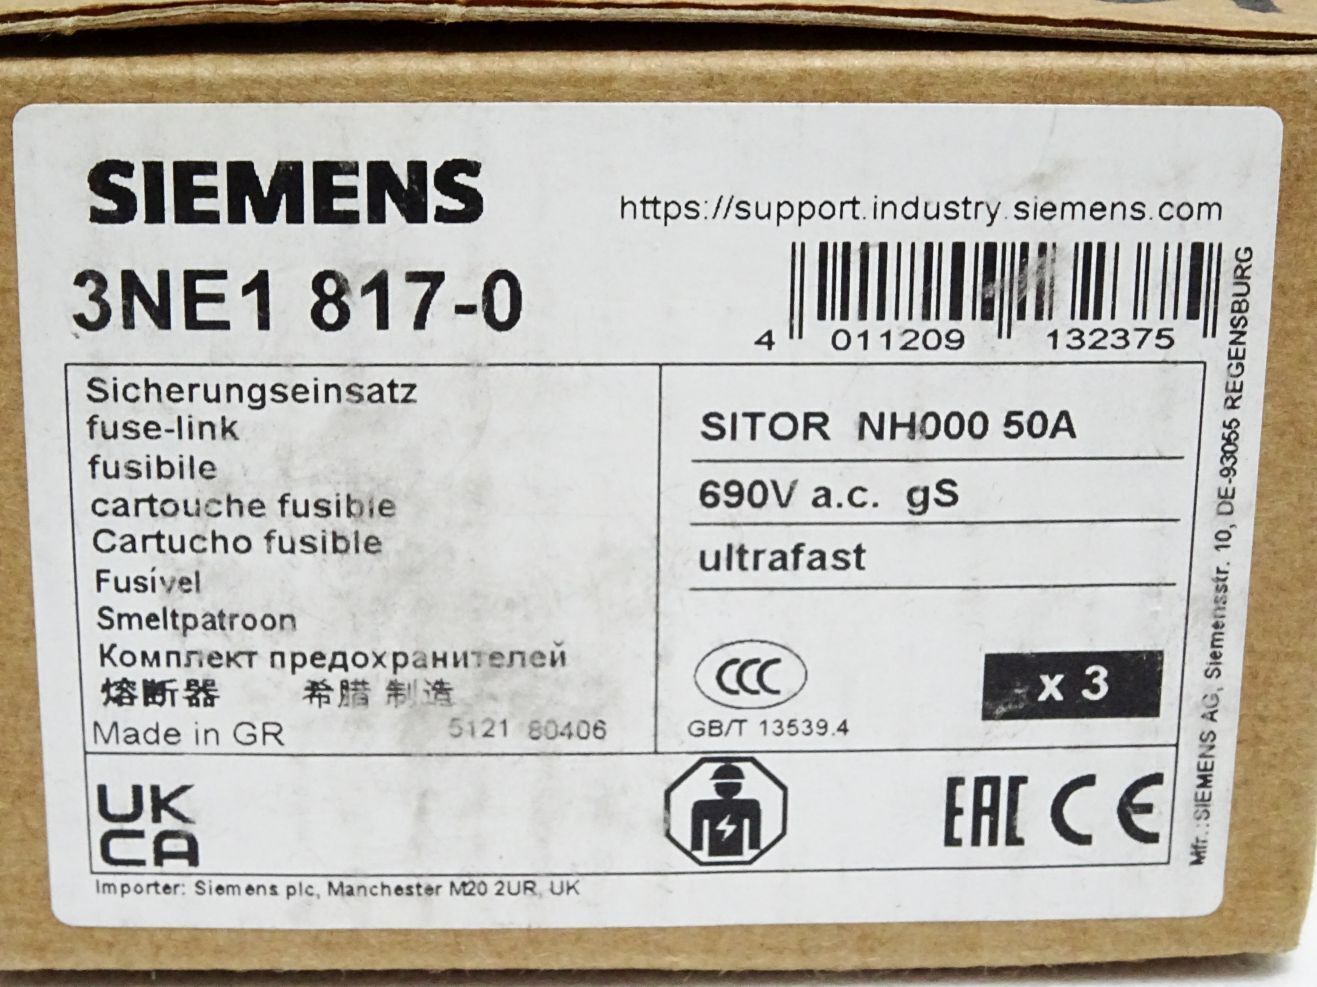 SIEMENS
https://support.industry.siemens.com
3NE1 817-0
4 011209 132375
Sicherungseinsatz
fuse-link
fusibile
cartouche fusible
Cartucho fusible
Fusível
Smeltpatroon
Комплект предохранителей
熔断器 希腊 制造
Made in GR 5121 80406
SITOR NH000 50A
690V a.c. gS
ultrafast
CCC
GB/T 13539.4
x 3
UK
CA
EAC CE
Importer: Siemens plc, Manchester M20 2UR, UK
Mfr.:SIEMENS AG, Siemensstr. 10, DE-93055 REGENSBURG